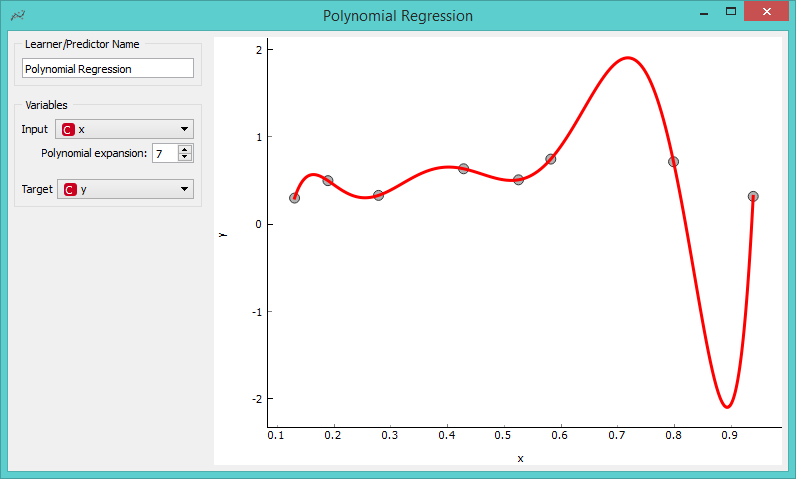 Polynomial Regression
Learner/Predictor Name
Polynomial Regression
Variables
Input C x
Polynomial expansion: 7
Target C y
2
1
0
-1
-2
y
0.1 0.2 0.3 0.4 0.5 0.6 0.7 0.8 0.9
x